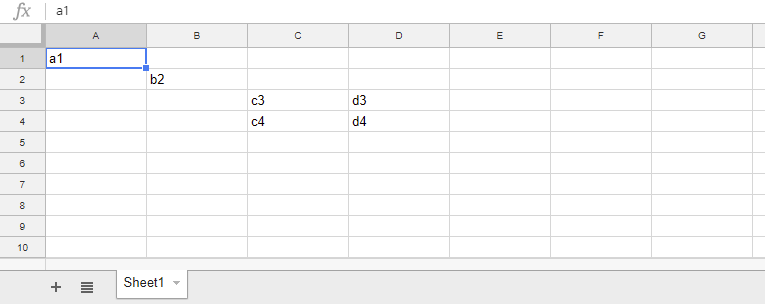 fx a1
A B C D E F G
1 a1
2 b2
3 c3 d3
4 c4 d4
5
6
7
8
9
10
+ Sheet1